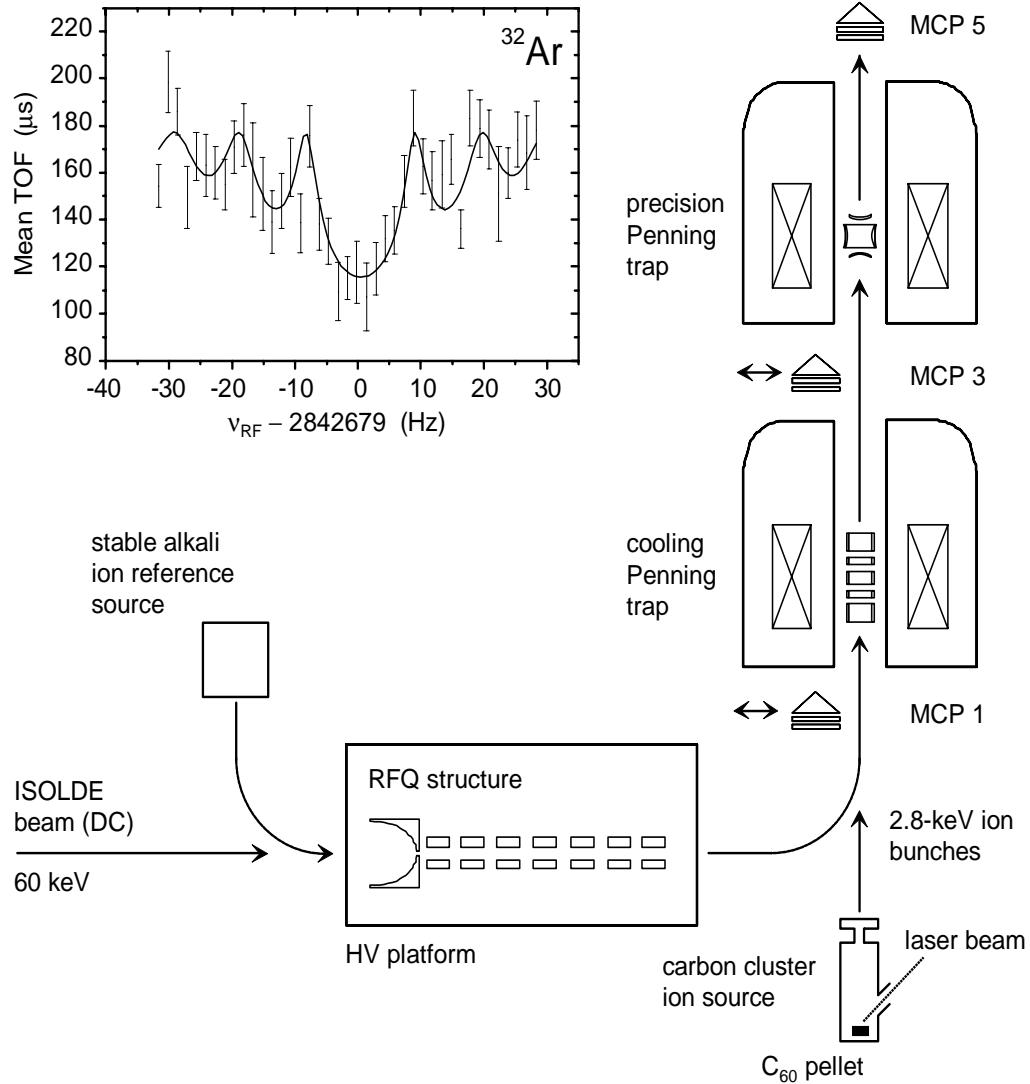 32Ar
Mean TOF (μs)
220
200
180
160
140
120
100
80
-40
-30
-20
-10
0
10
20
30
νRF – 2842679 (Hz)
MCP 5
precision
Penning
trap
MCP 3
cooling
Penning
trap
MCP 1
stable alkali
ion reference
source
ISOLDE
beam (DC)
60 keV
RFQ structure
HV platform
2.8-keV ion
bunches
laser beam
carbon cluster
ion source
C60 pellet